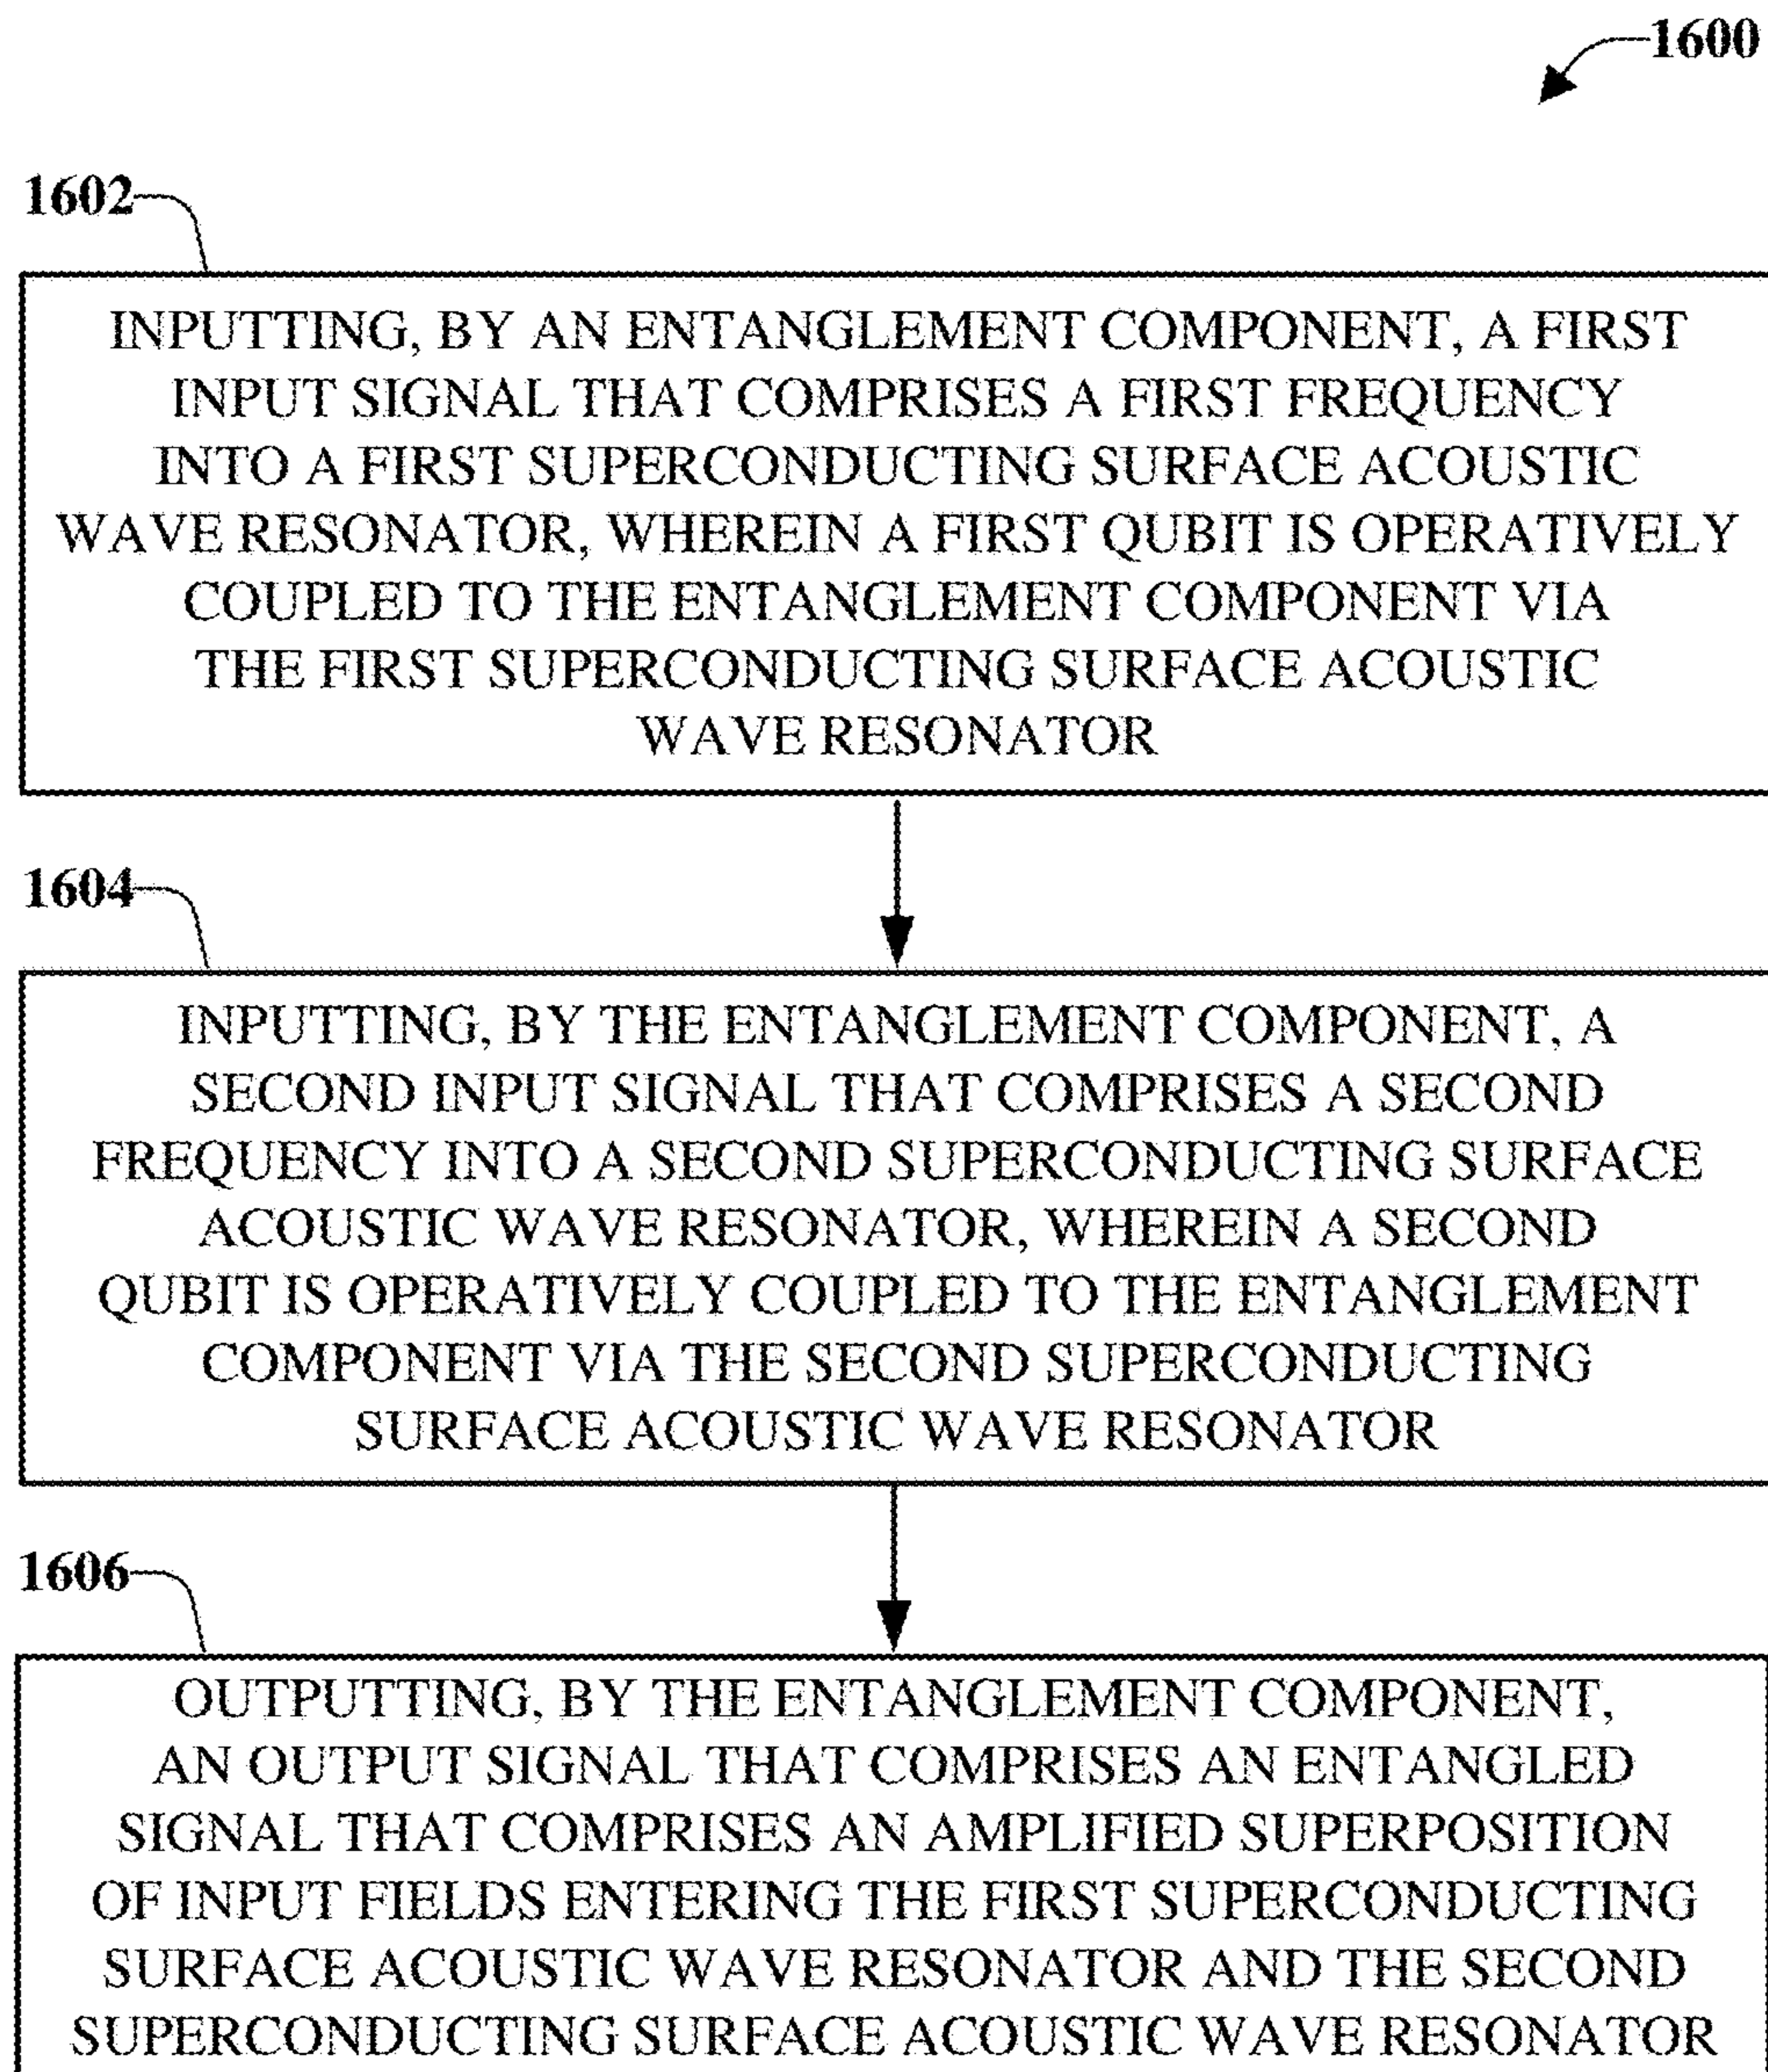 1600
1602
INPUTTING, BY AN ENTANGLEMENT COMPONENT, A FIRST
INPUT SIGNAL THAT COMPRISES A FIRST FREQUENCY
INTO A FIRST SUPERCONDUCTING SURFACE ACOUSTIC
WAVE RESONATOR, WHEREIN A FIRST QUBIT IS OPERATIVELY
COUPLED TO THE ENTANGLEMENT COMPONENT VIA
THE FIRST SUPERCONDUCTING SURFACE ACOUSTIC
WAVE RESONATOR
1604
INPUTTING, BY THE ENTANGLEMENT COMPONENT, A
SECOND INPUT SIGNAL THAT COMPRISES A SECOND
FREQUENCY INTO A SECOND SUPERCONDUCTING SURFACE
ACOUSTIC WAVE RESONATOR, WHEREIN A SECOND
QUBIT IS OPERATIVELY COUPLED TO THE ENTANGLEMENT
COMPONENT VIA THE SECOND SUPERCONDUCTING
SURFACE ACOUSTIC WAVE RESONATOR
1606
OUTPUTTING, BY THE ENTANGLEMENT COMPONENT,
AN OUTPUT SIGNAL THAT COMPRISES AN ENTANGLED
SIGNAL THAT COMPRISES AN AMPLIFIED SUPERPOSITION
OF INPUT FIELDS ENTERING THE FIRST SUPERCONDUCTING
SURFACE ACOUSTIC WAVE RESONATOR AND THE SECOND
SUPERCONDUCTING SURFACE ACOUSTIC WAVE RESONATOR